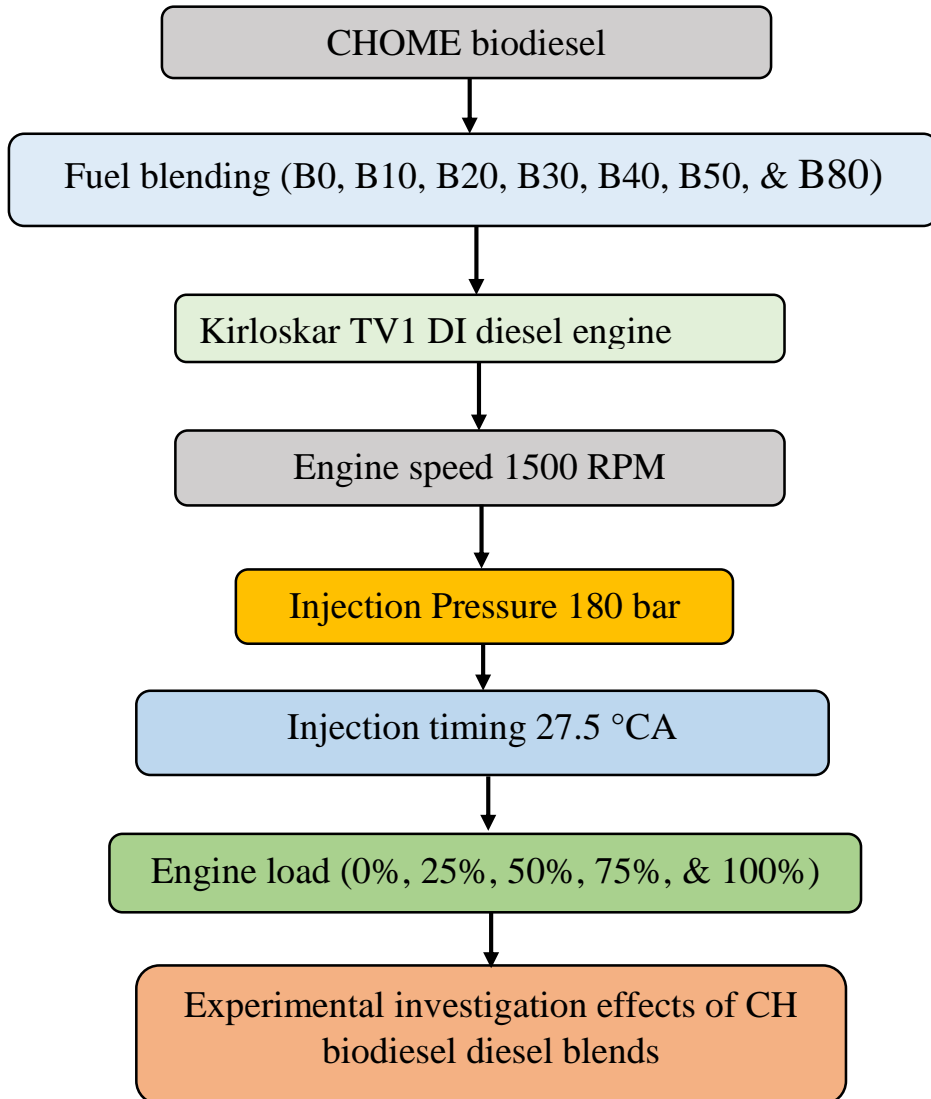 CHOME biodiesel
Fuel blending (B0, B10, B20, B30, B40, B50, & B80)
Kirloskar TV1 DI diesel engine
Engine speed 1500 RPM
Injection Pressure 180 bar
Injection timing 27.5 °CA
Engine load (0%, 25%, 50%, 75%, & 100%)
Experimental investigation effects of CH
biodiesel diesel blends